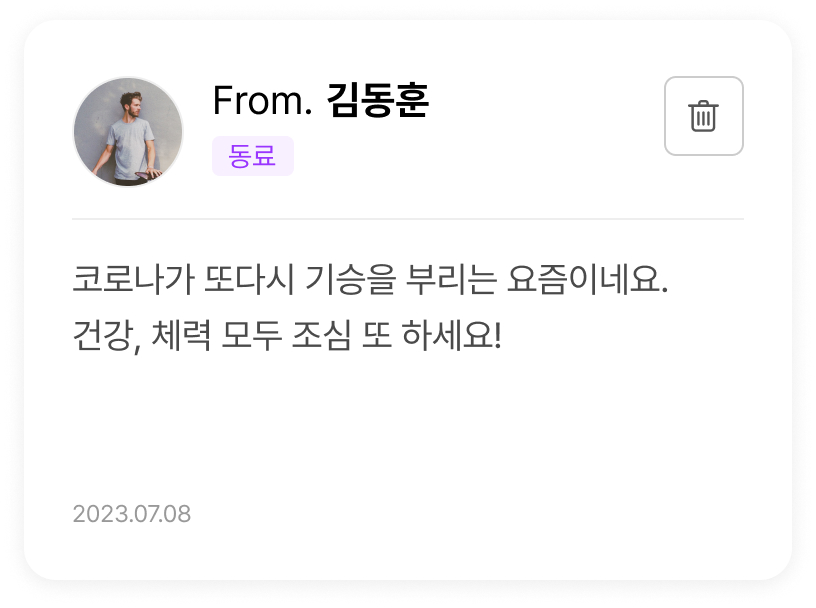 From. 김동훈
동료
코로나가 또다시 기승을 부리는 요즘이네요.
건강, 체력 모두 조심 또 하세요!
2023.07.08